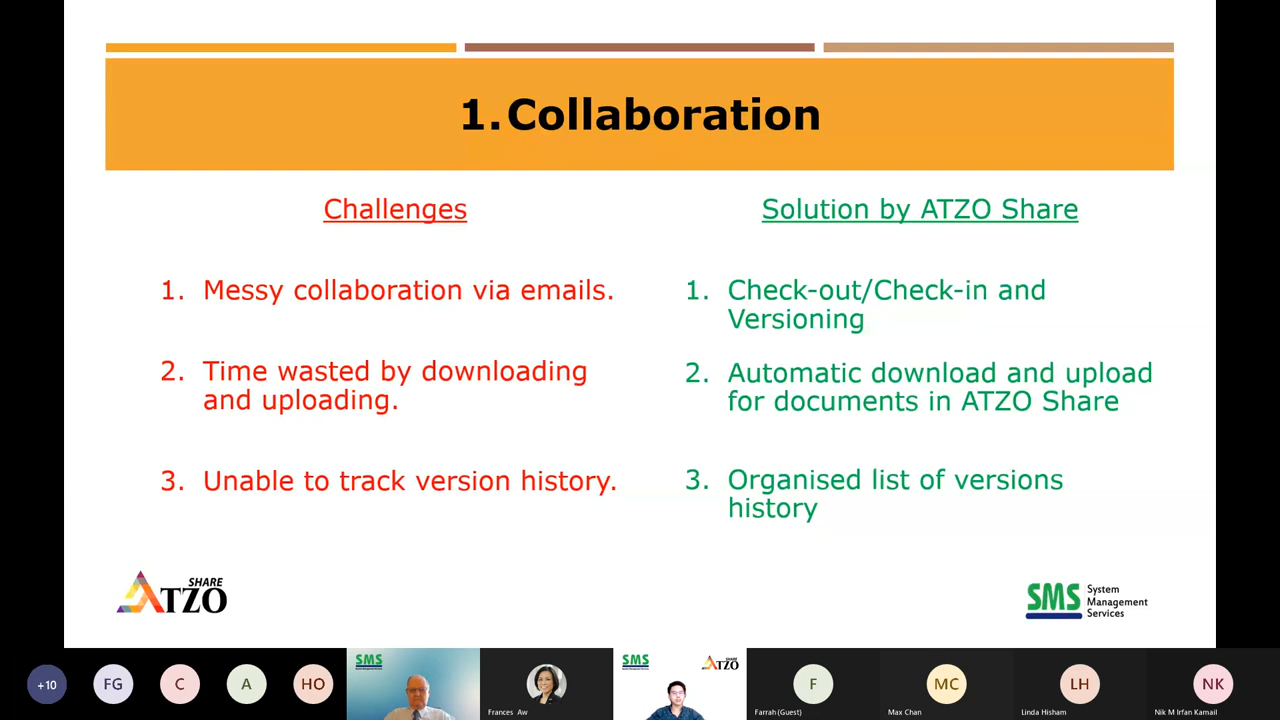 1. Collaboration
Challenges
1. Messy collaboration via emails.
2. Time wasted by downloading
and uploading.
3. Unable to track version history.
Solution by ATZO Share
1. Check-out/Check-in and
Versioning
2. Automatic download and upload
for documents in ATZO Share
3. Organised list of versions
history
SHARE
ATZO
SMS
System
Management
Services
+10
FG
C
A
HO
SMS
Frances Aw
SMS
ATZO
F
Farrah (Guest)
MC
Max Chan
LH
Linda Hisham
NK
Nik M Irfan Kamail